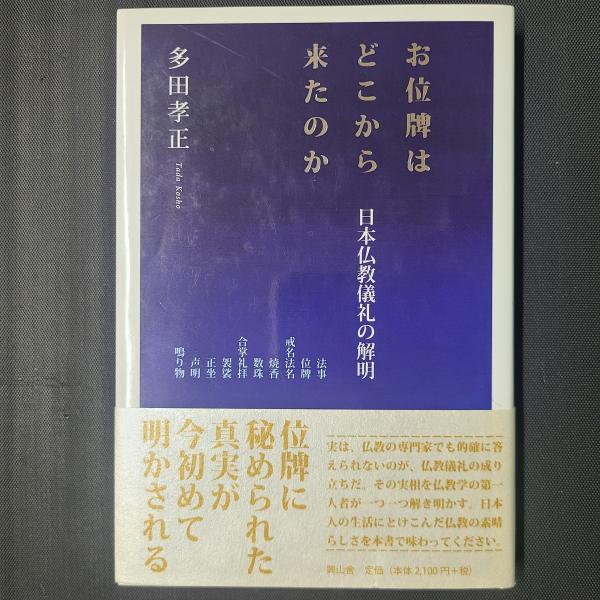 お位牌は
どこから
来たのか
日本仏教儀礼の解明
多田孝正
Tada Kosho
法事
位牌
戒名法名
焼香
数珠
合掌礼拝
袈裟
正坐
声明
鳴り物
位牌に
秘められた
真実が
今初めて
明かされる
実は、仏教の専門家でも的確に答
えられないのが、仏教儀礼の成り
立ちだ。その実相を仏教学の第一
人者が一つ一つ解き明かす。日本
人の生活にとけこんだ仏教の素晴
らしさを本書で味わってください。
興山舎 定価(本体2,100円+税)